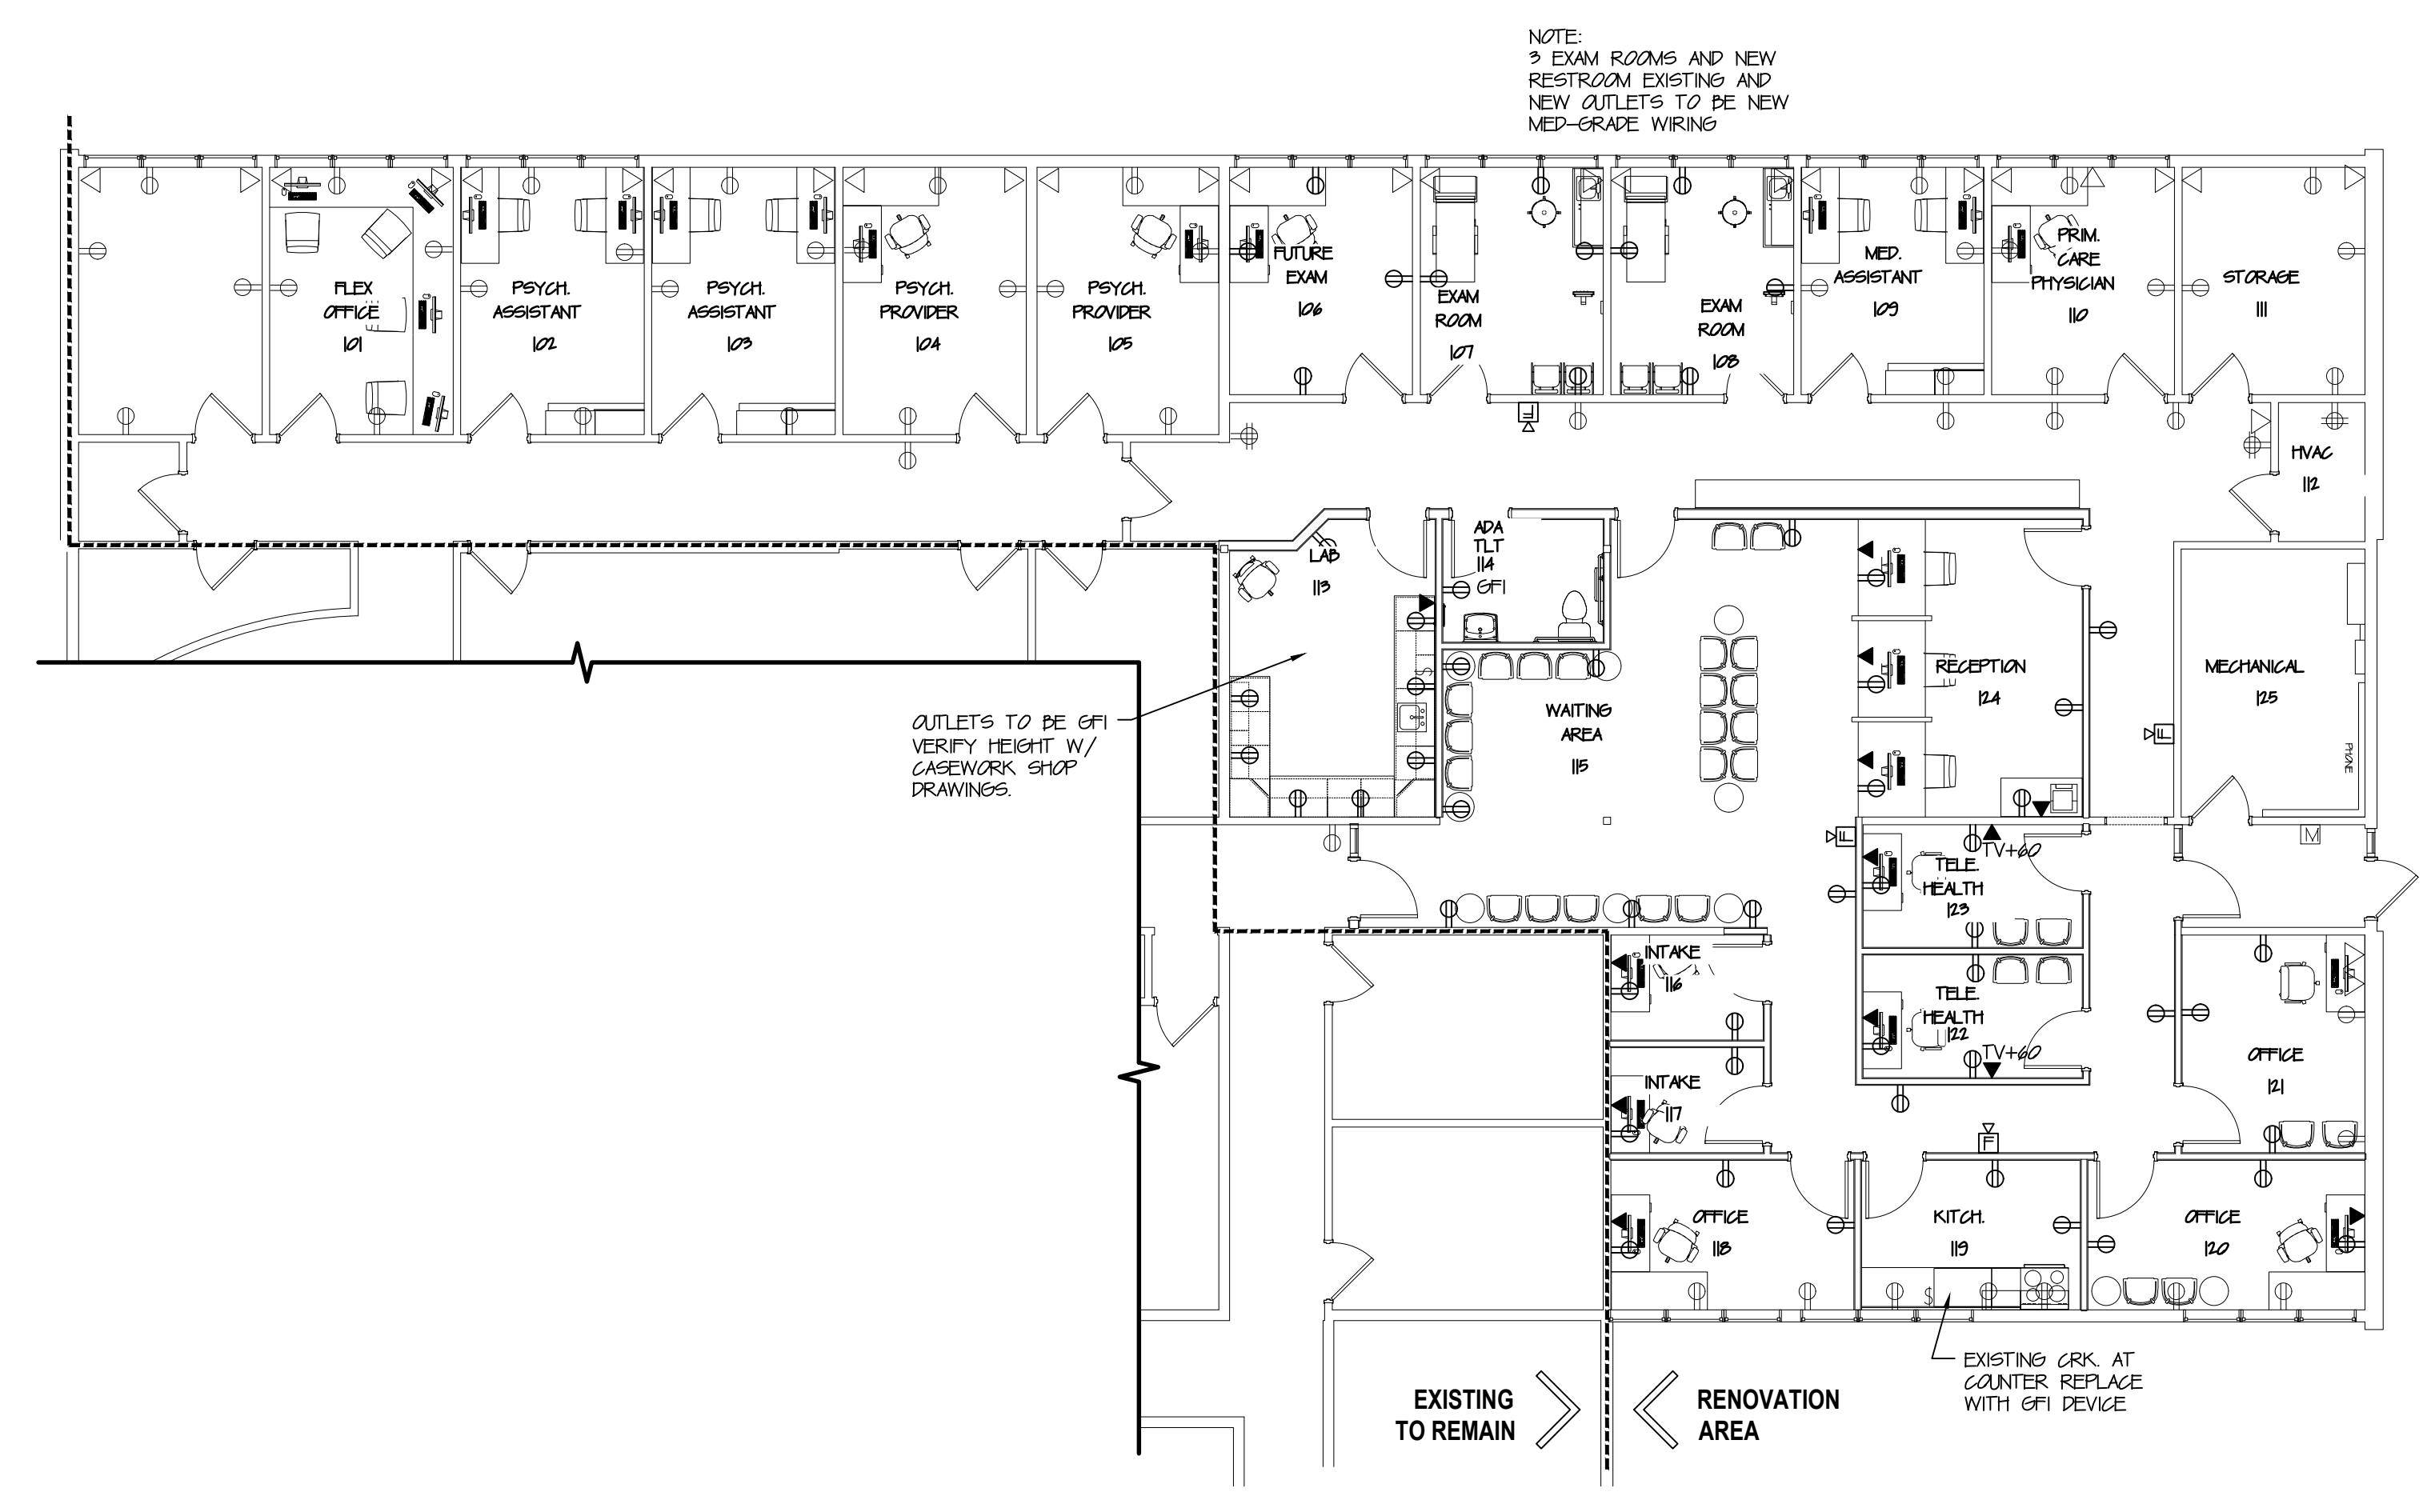 NOTE:
3 EXAM ROOMS AND NEW
RESTROOM EXISTING AND
NEW OUTLETS TO BE NEW
MED-GRADE WIRING
FLEX
OFFICE
101
PSYCH.
ASSISTANT
102
PSYCH.
ASSISTANT
103
PSYCH.
PROVIDER
104
PSYCH.
PROVIDER
105
FUTURE
EXAM
106
EXAM
ROOM
107
EXAM
ROOM
108
MED.
ASSISTANT
109
PRIM.
CARE
PHYSICIAN
110
STORAGE
111
F
HVAC
112
LAB
113
ADA
TLT
114
GFI
$
WAITING
AREA
115
RECEPTION
124
MECHANICAL
125
PHONE
F
M
OUTLETS TO BE GFI
VERIFY HEIGHT W/
CASEWORK SHOP
DRAWINGS.
F
TV+60
TELE.
HEALTH
123
TELE.
HEALTH
122
TV+60
INTAKE
116
INTAKE
117
OFFICE
121
F
OFFICE
118
KITCH.
119
$
OFFICE
120
EXISTING CRK. AT
COUNTER REPLACE
WITH GFI DEVICE
EXISTING
TO REMAIN
RENOVATION
AREA